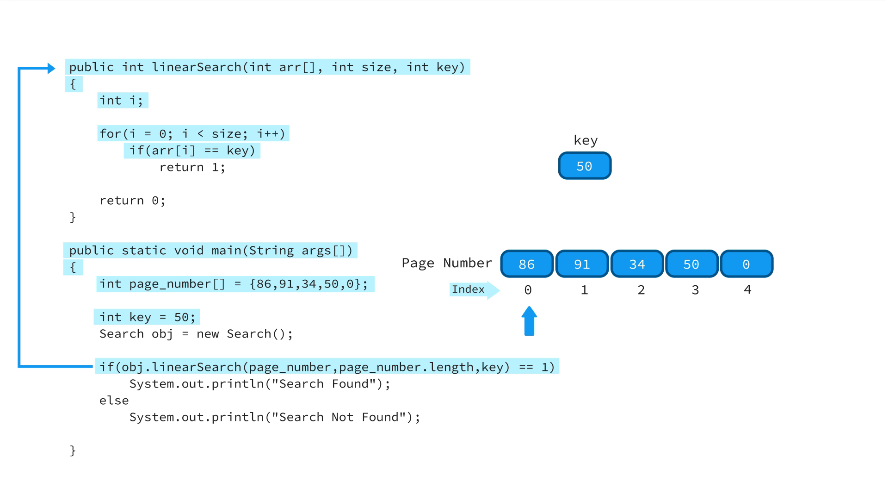 public int linearSearch(int arr[], int size, int key)
{
int i;
for(i = 0; i < size; i++)
if(arr[i] == key)
return 1;
return 0;
}
public static void main(String args[])
{
int page_number[] = {86,91,34,50,0};
int key = 50;
Search obj = new Search();
if(obj.linearSearch(page_number,page_number.length,key) == 1)
System.out.println("Search Found");
else
System.out.println("Search Not Found");
}
key
50
Page Number 86 91 34 50 0
Index 0 1 2 3 4